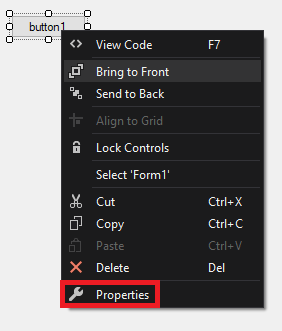 button1
View Code F7
Bring to Front
Send to Back
Align to Grid
Lock Controls
Select 'Form1'
Cut Ctrl+X
Copy Ctrl+C
Paste Ctrl+V
Delete Del
Properties